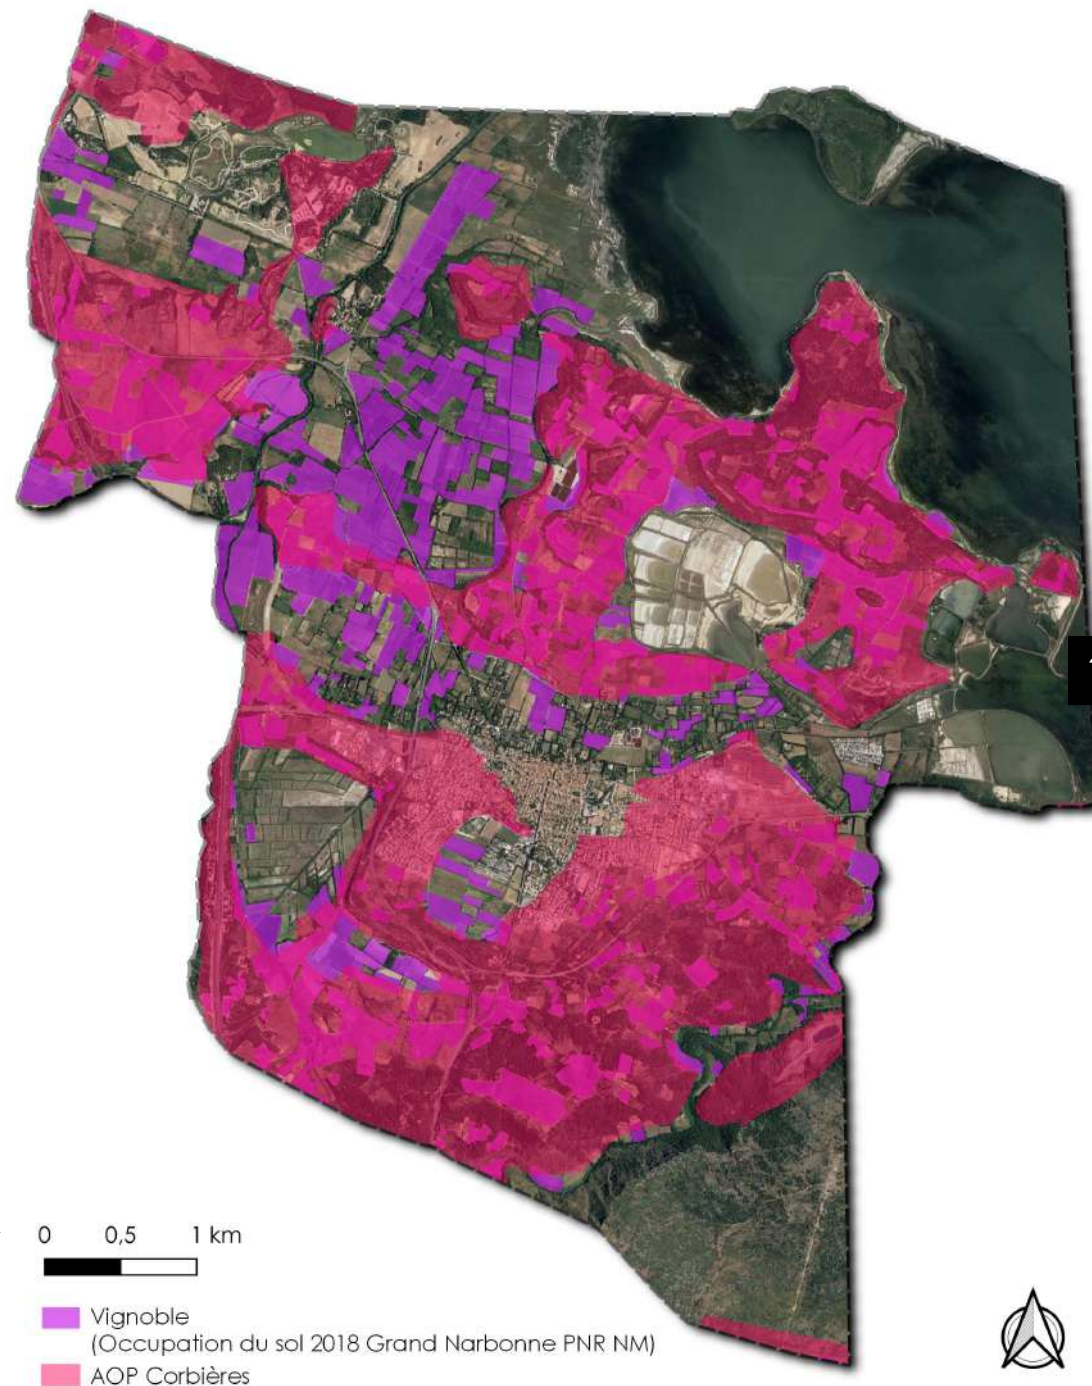 0 0,5 1 km
Vignoble
(Occupation du sol 2018 Grand Narbonne PNR NM)
AOP Corbières